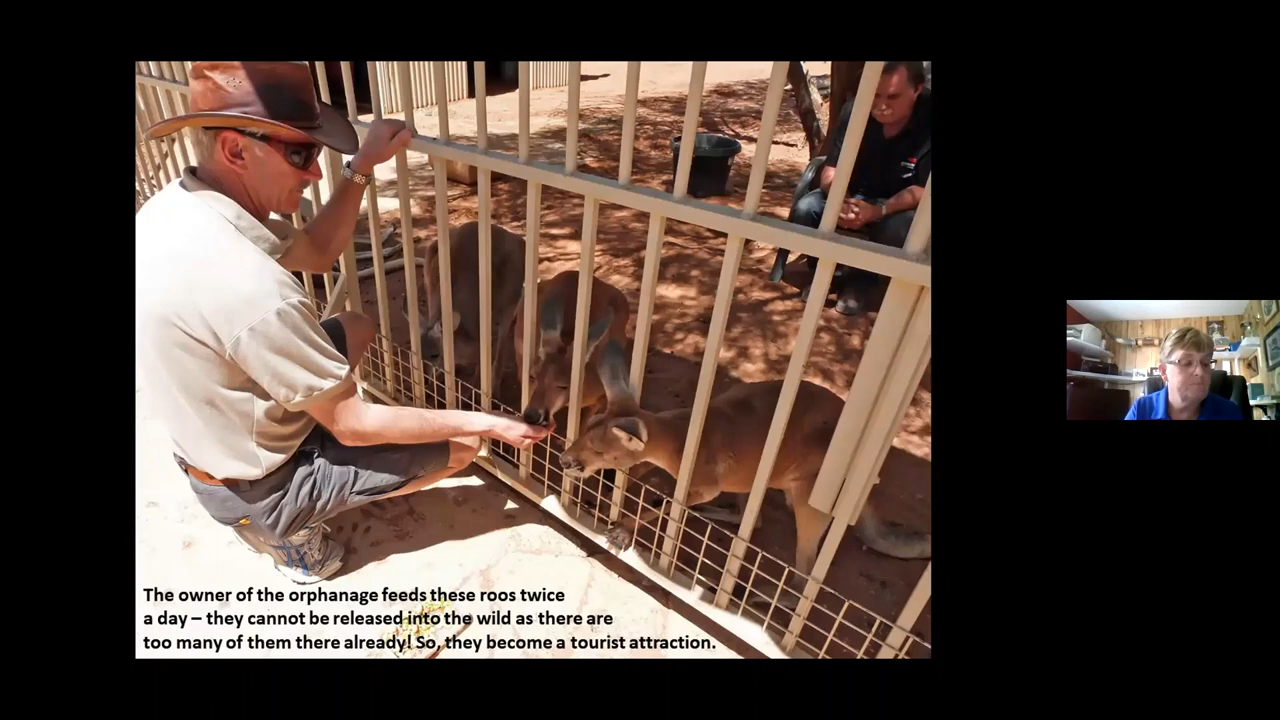 The owner of the orphanage feeds these roos twice
a day – they cannot be released into the wild as there are
too many of them there already! So, they become a tourist attraction.